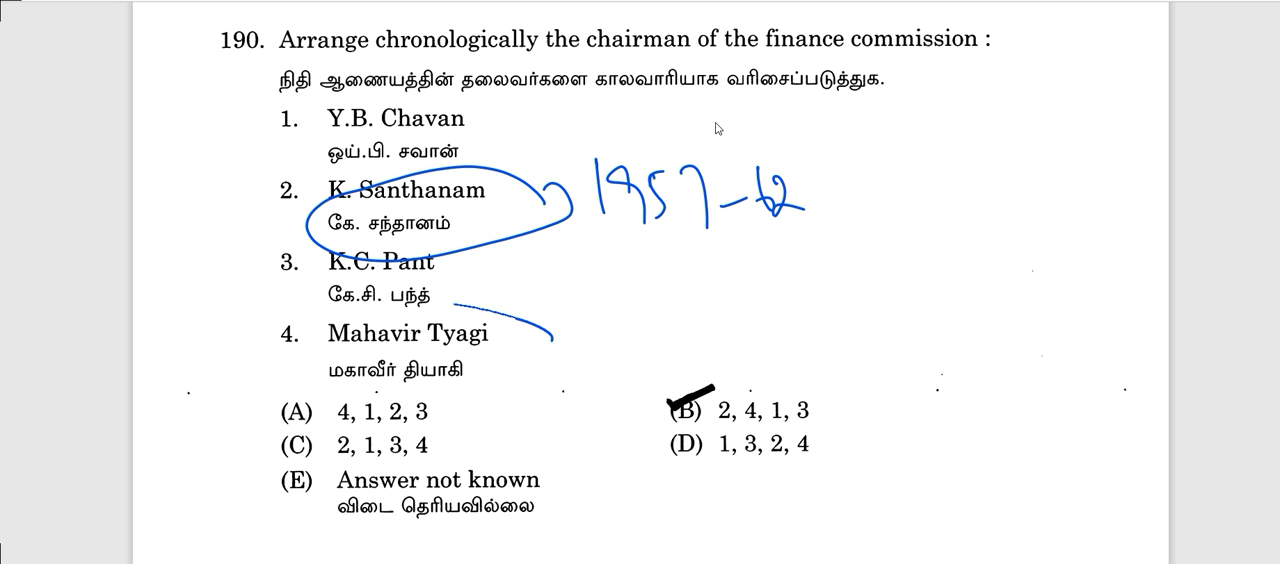 190. Arrange chronologically the chairman of the finance commission :
நிதி ஆணையத்தின் தலைவர்களை காலவாரியாக வரிசைப்படுத்துக.
1. Y.B. Chavan
ஒய்.பி. சவான்
2. K. Santhanam 1957-62
கே. சந்தானம்
3. K.C. Pant
கே.சி. பந்த்
4. Mahavir Tyagi
மகாவீர் தியாகி
(A) 4, 1, 2, 3 (B) 2, 4, 1, 3
(C) 2, 1, 3, 4 (D) 1, 3, 2, 4
(E) Answer not known
விடை தெரியவில்லை